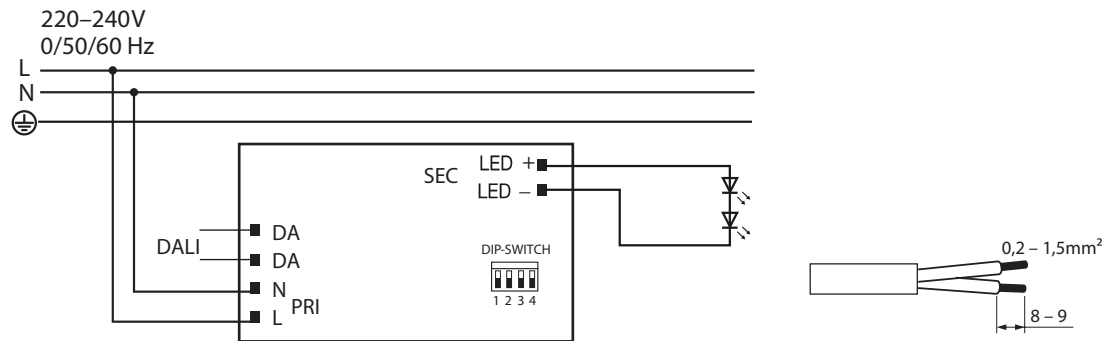 220–240V
0/50/60 Hz
L
N
SEC
LED +
LED –
DALI
DA
DA
N
PRI
L
DIP-SWITCH
1 2 3 4
0,2 – 1,5mm²
8 – 9